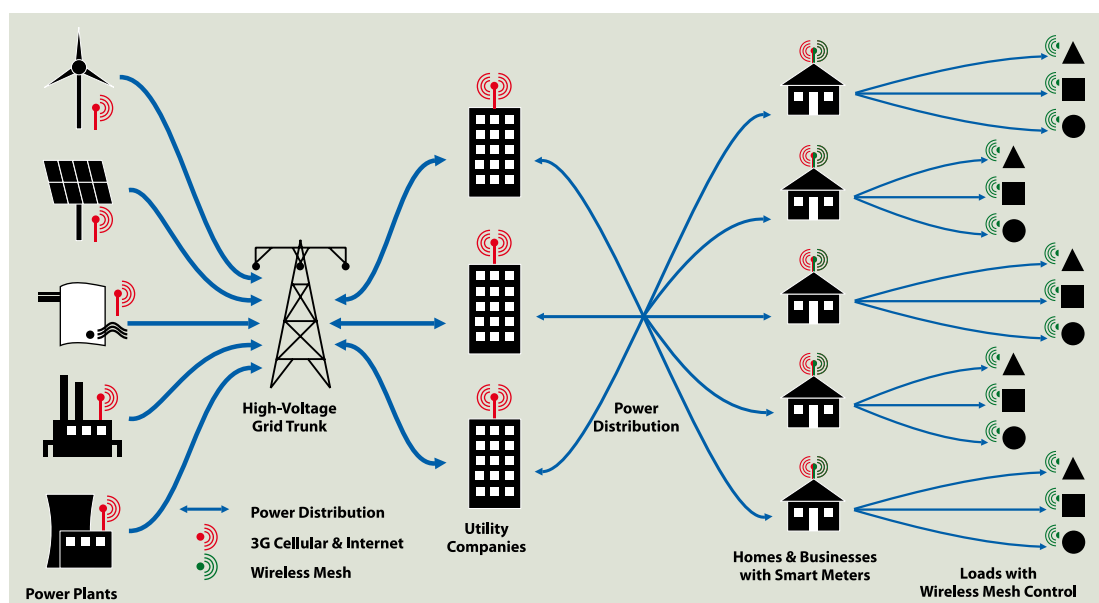 High-Voltage
Grid Trunk
Power
Distribution
Power Distribution
3G Cellular & Internet
Wireless Mesh
Utility
Companies
Homes & Businesses
with Smart Meters
Loads with
Wireless Mesh Control
Power Plants